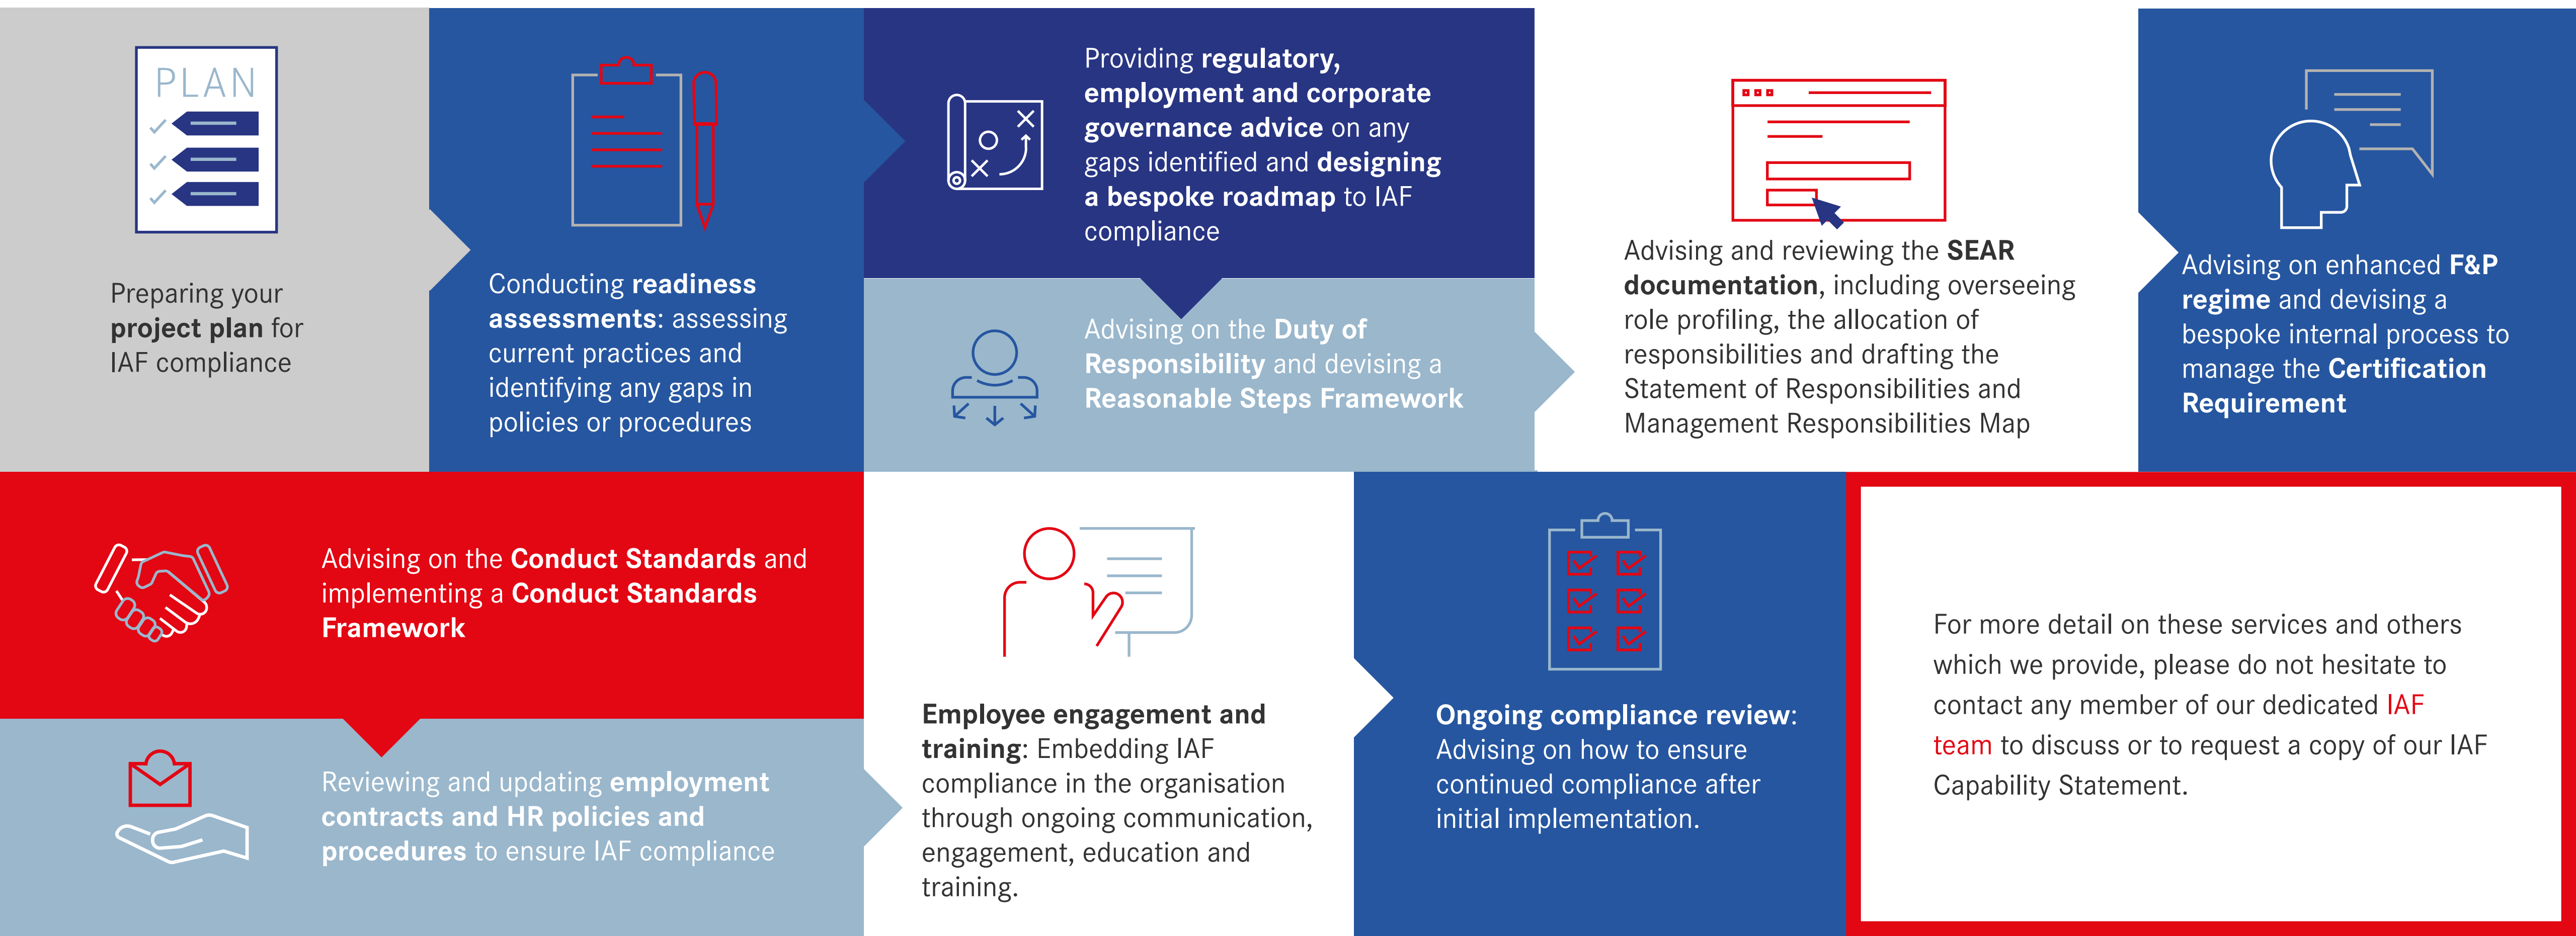 PLAN
Preparing your
project plan for
IAF compliance
Conducting readiness
assessments: assessing
current practices and
identifying any gaps in
policies or procedures
Providing regulatory,
employment and corporate
governance advice on any
gaps identified and designing
a bespoke roadmap to IAF
compliance
Advising on the Duty of
Responsibility and devising a
Reasonable Steps Framework
Advising and reviewing the SEAR
documentation, including overseeing
role profiling, the allocation of
responsibilities and drafting the
Statement of Responsibilities and
Management Responsibilities Map
Advising on enhanced F&P
regime and devising a
bespoke internal process to
manage the Certification
Requirement
Advising on the Conduct Standards and
implementing a Conduct Standards
Framework
Reviewing and updating employment
contracts and HR policies and
procedures to ensure IAF compliance
Employee engagement and
training: Embedding IAF
compliance in the organisation
through ongoing communication,
engagement, education and
training.
Ongoing compliance review:
Advising on how to ensure
continued compliance after
initial implementation.
For more detail on these services and others
which we provide, please do not hesitate to
contact any member of our dedicated IAF
team to discuss or to request a copy of our IAF
Capability Statement.